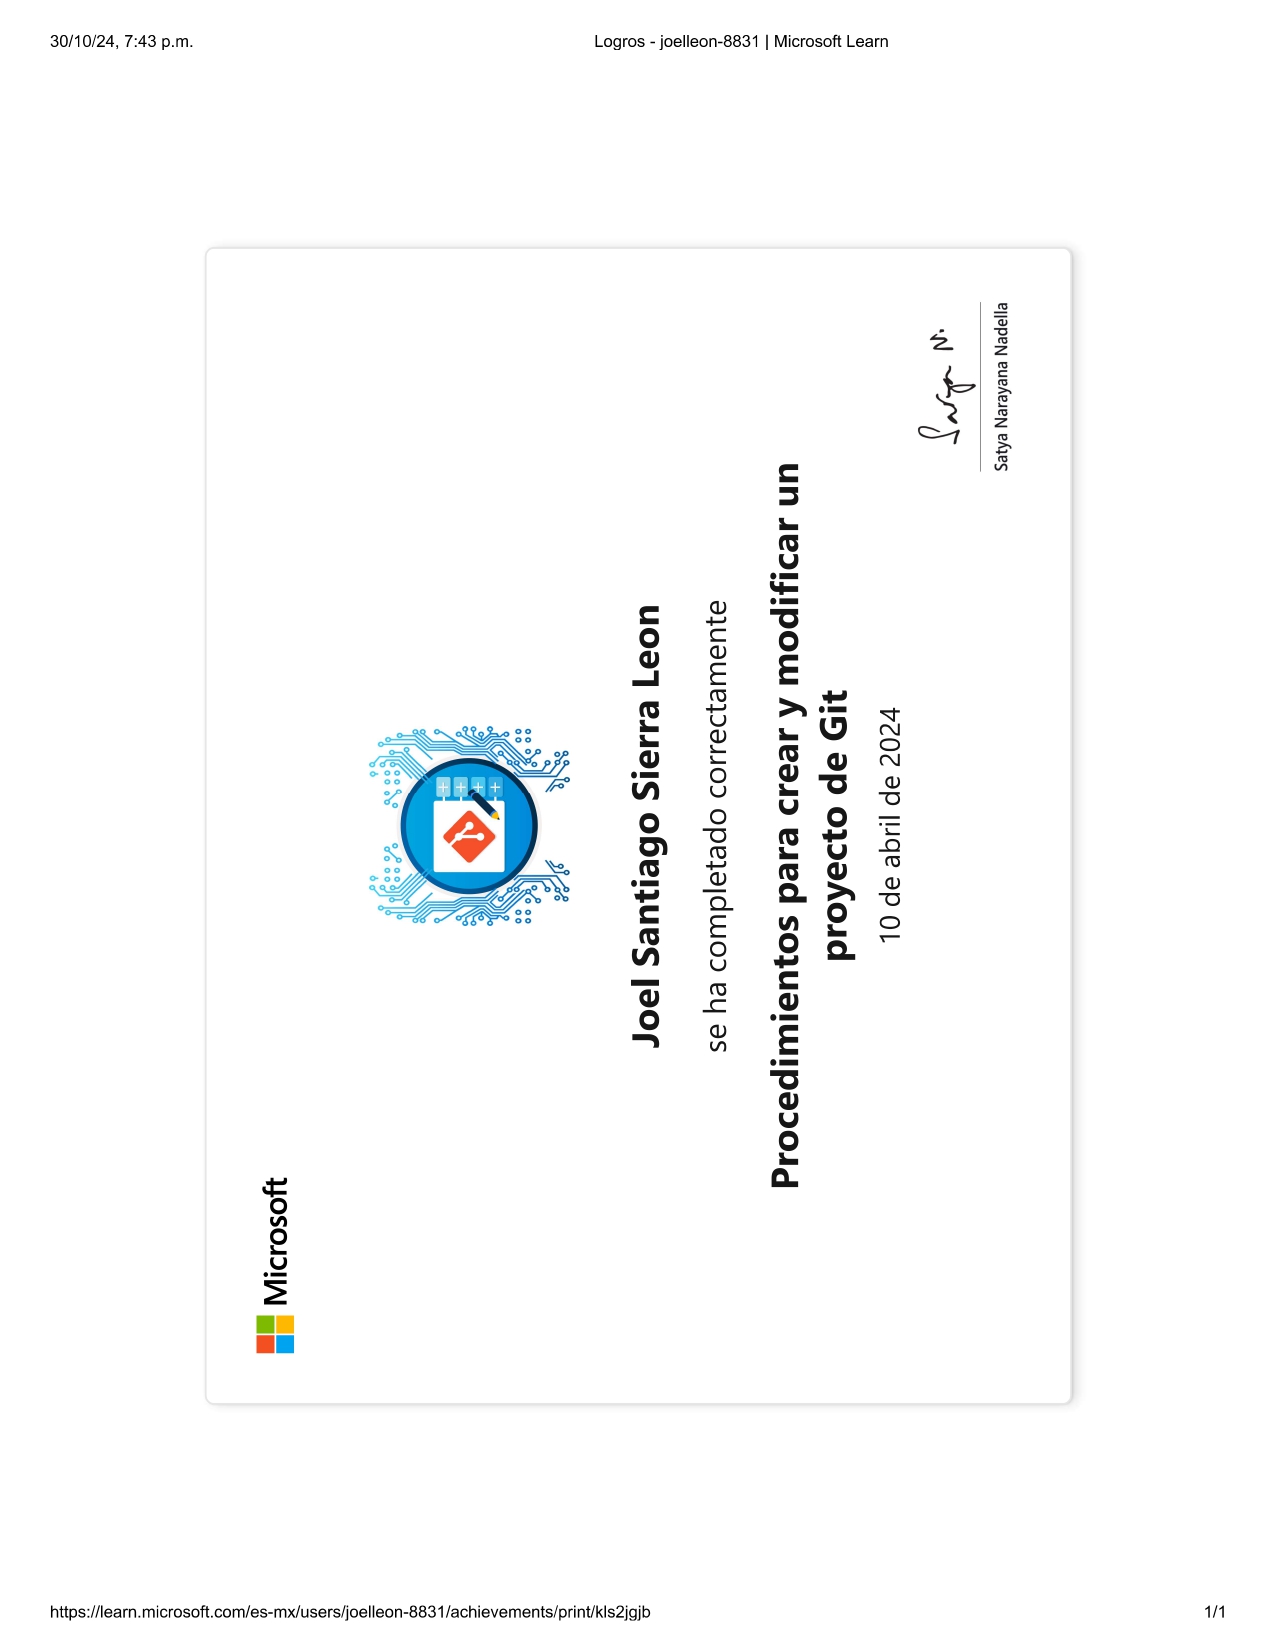 30/10/24, 7:43 p.m.
Logros - joelleon-8831 | Microsoft Learn
Microsoft
Joel Santiago Sierra Leon
se ha completado correctamente
Procedimientos para crear y modificar un
proyecto de Git
10 de abril de 2024
Satya N.
Satya Narayana Nadella
https://learn.microsoft.com/es-mx/users/joelleon-8831/achievements/print/kls2jgjb
1/1